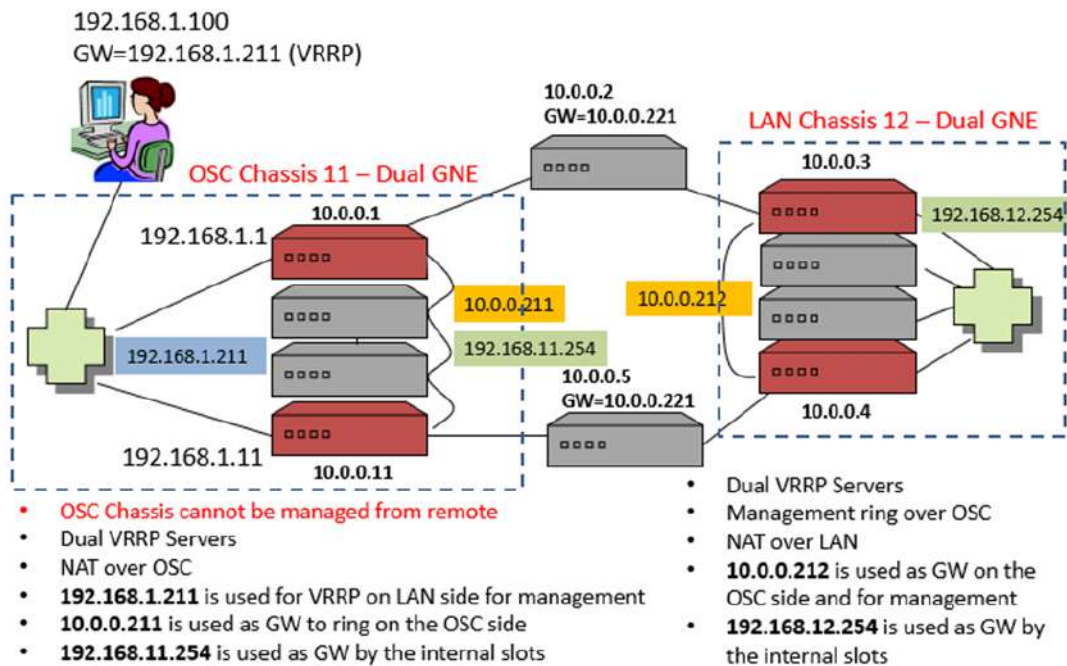 192.168.1.100
GW=192.168.1.211 (VRRP)
10.0.0.2
GW=10.0.0.221
LAN Chassis 12 – Dual GNE
OSC Chassis 11 – Dual GNE
10.0.0.3
10.0.0.1
192.168.12.254
192.168.1.1
10.0.0.211
10.0.0.212
192.168.1.211
192.168.11.254
10.0.0.5
GW=10.0.0.221
192.168.1.11
10.0.0.11
10.0.0.4
• OSC Chassis cannot be managed from remote
• Dual VRRP Servers
• NAT over OSC
• 192.168.1.211 is used for VRRP on LAN side for management
• 10.0.0.211 is used as GW to ring on the OSC side
• 192.168.11.254 is used as GW by the internal slots
• Dual VRRP Servers
• Management ring over OSC
• NAT over LAN
• 10.0.0.212 is used as GW on the
OSC side and for management
• 192.168.12.254 is used as GW by
the internal slots